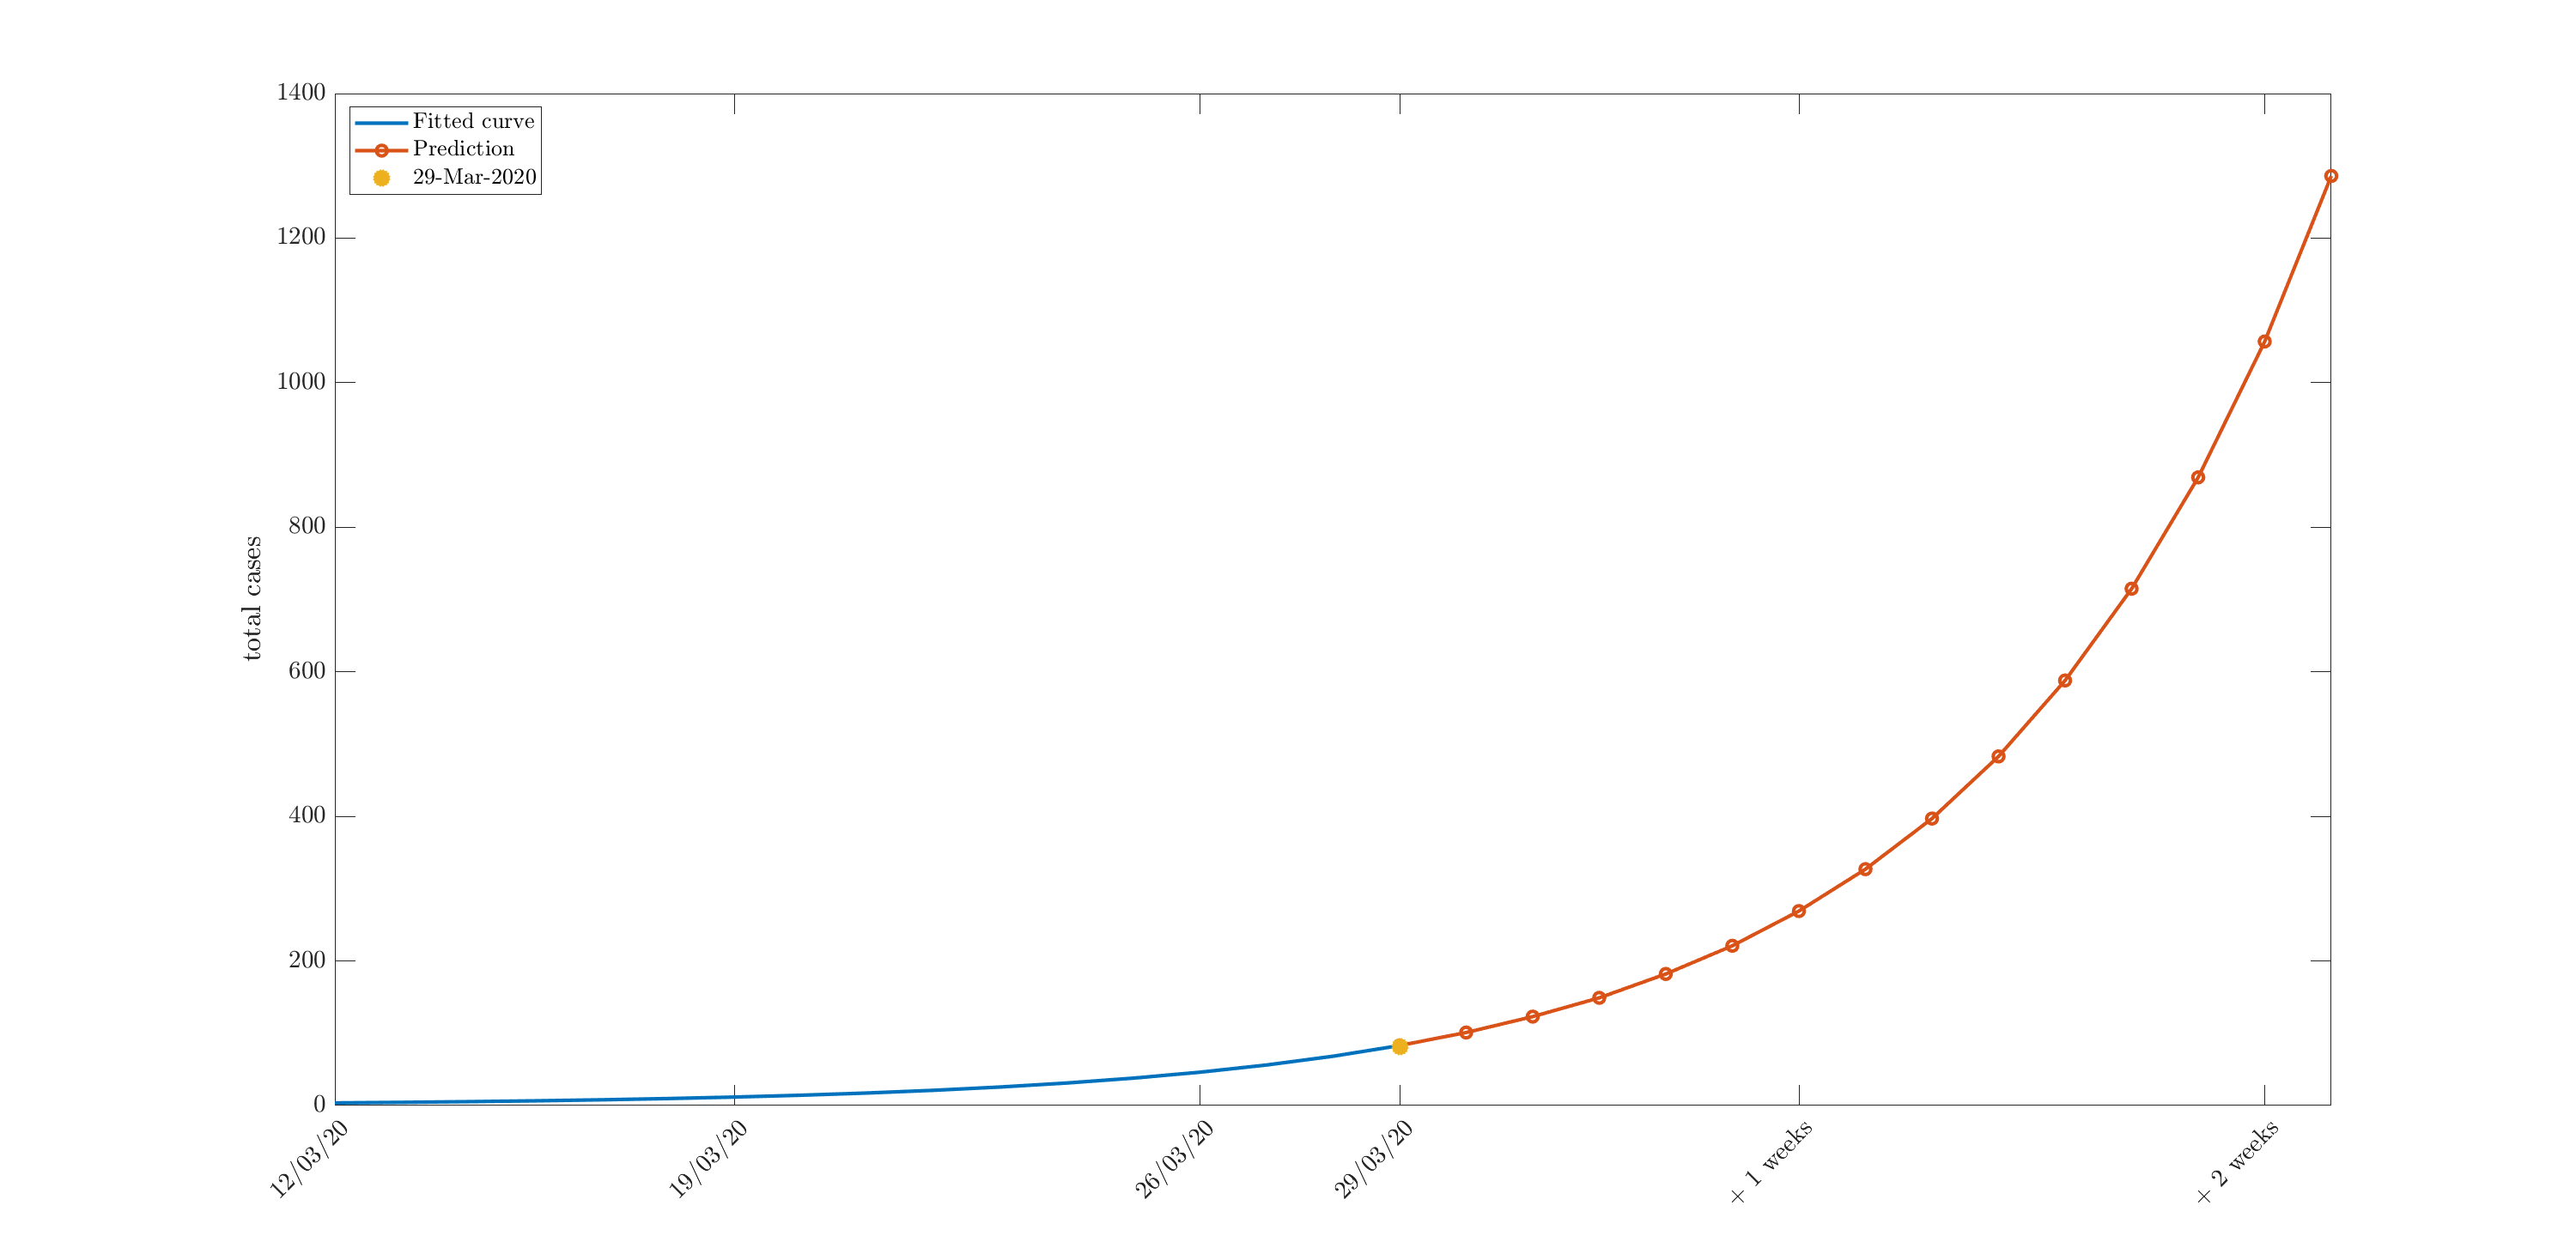 1400
1200
1000
800
600
400
200
0
total cases
Fitted curve
Prediction
29-Mar-2020
12/03/20
19/03/20
26/03/20
29/03/20
+ 1 weeks
+ 2 weeks